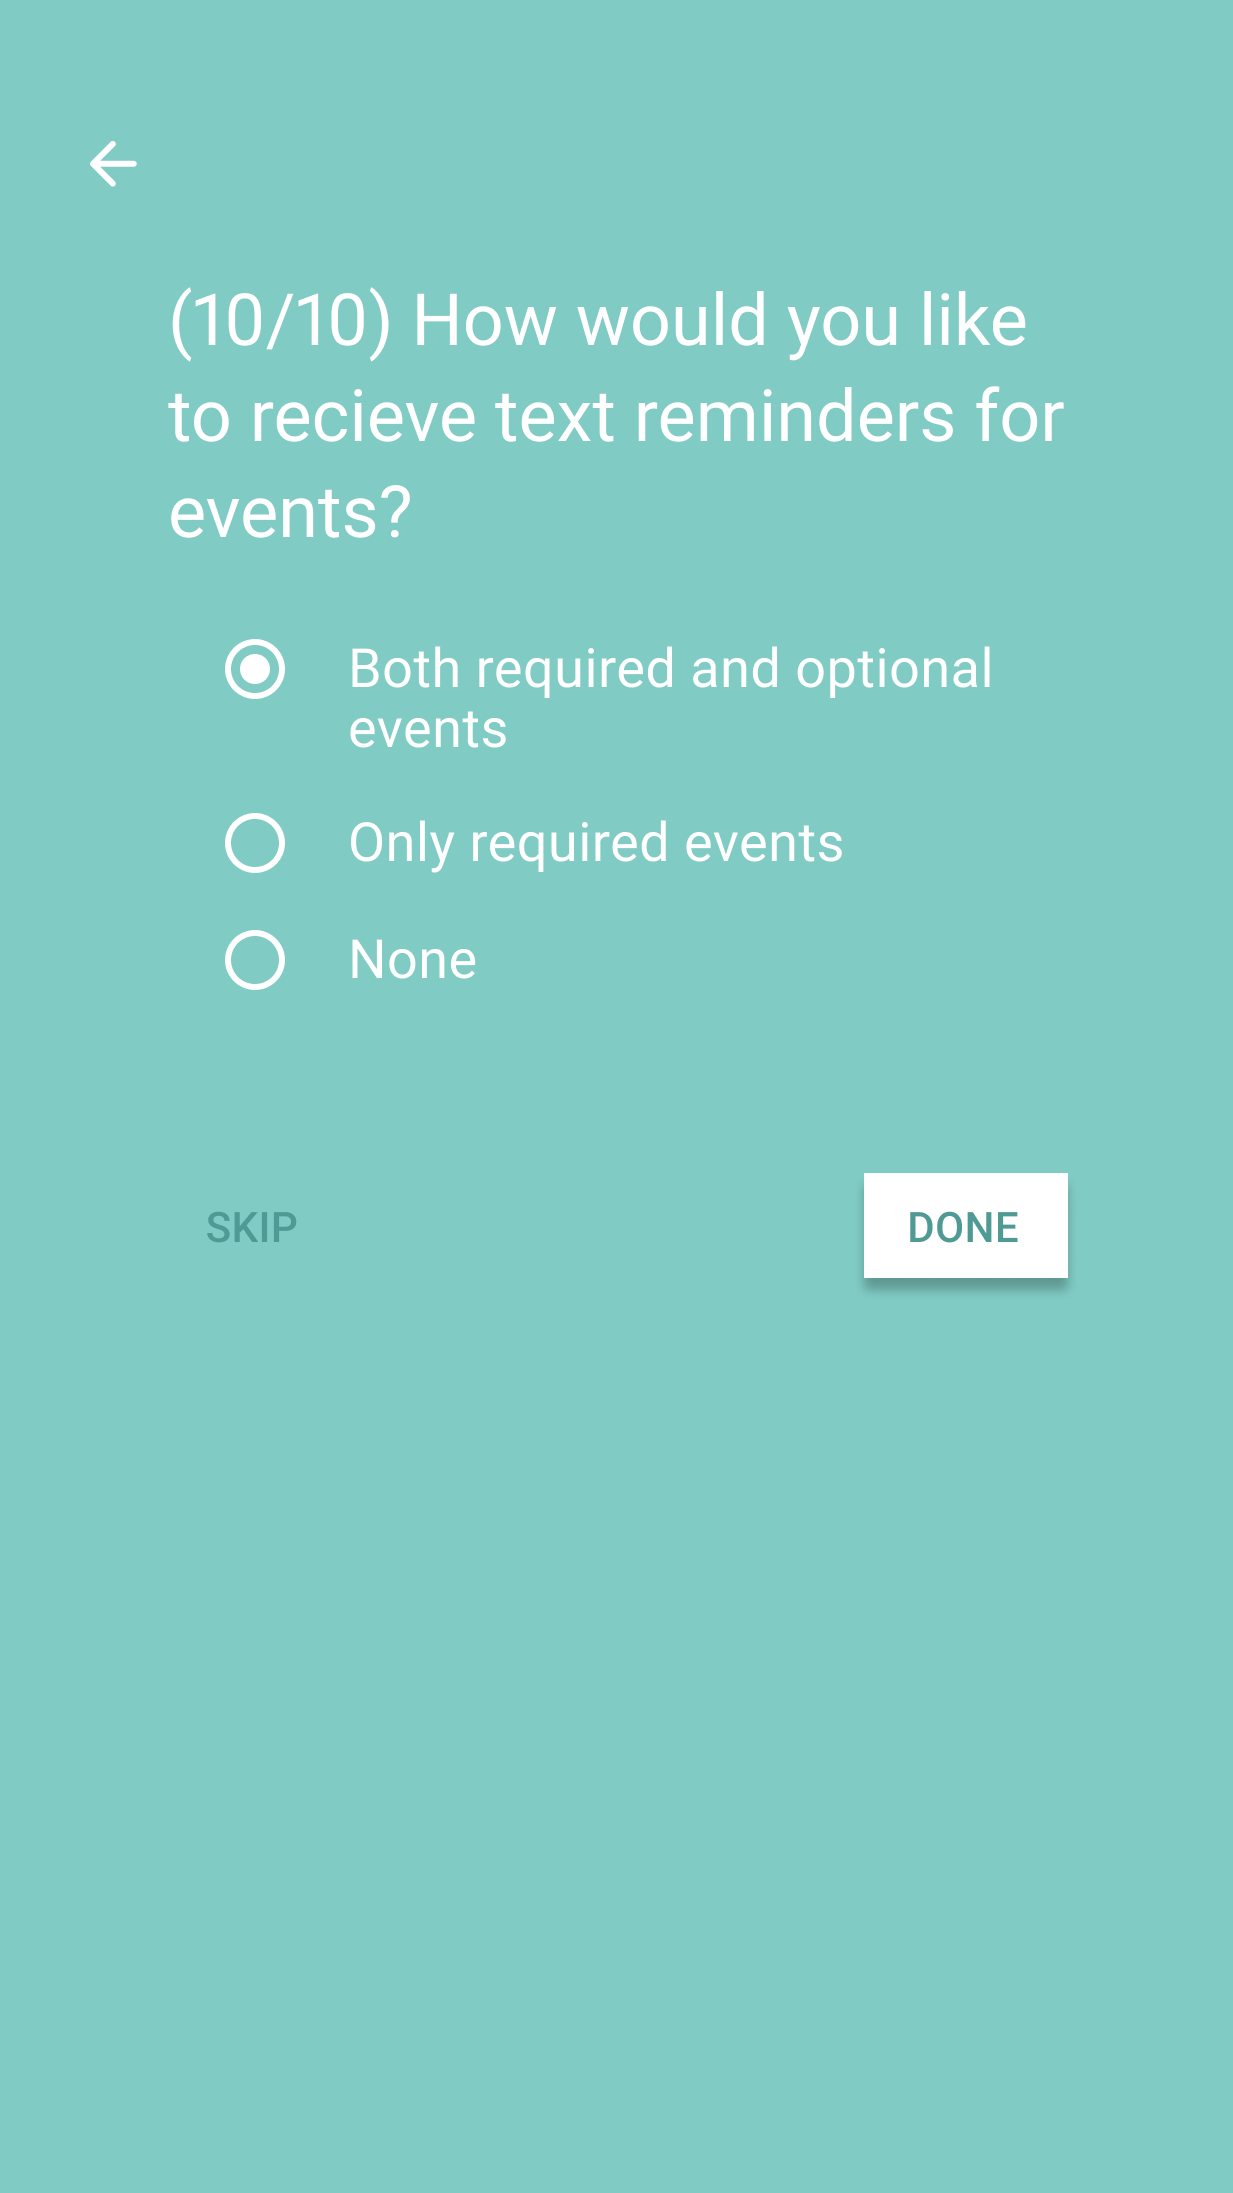 (10/10) How would you like
to recieve text reminders for
events?
Both required and optional
events
Only required events
None
SKIP
DONE